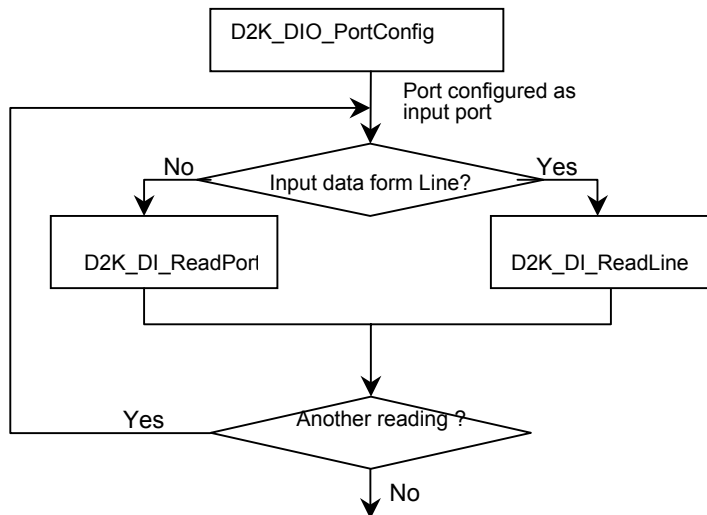 D2K_DIO_PortConfig
Port configured as
input port
No
Yes
Input data form Line?
D2K_DI_ReadPort
D2K_DI_ReadLine
Yes
Another reading ?
No